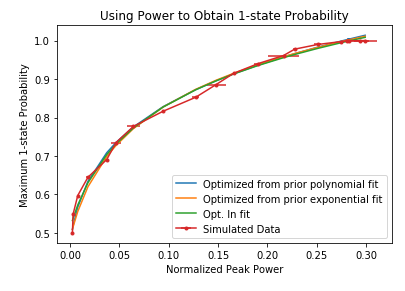 Using Power to Obtain 1-state Probability
Maximum 1-state Probability
1.0
0.9
0.8
0.7
0.6
0.5
Optimized from prior polynomial fit
Optimized from prior exponential fit
Opt. ln fit
Simulated Data
0.00 0.05 0.10 0.15 0.20 0.25 0.30
Normalized Peak Power